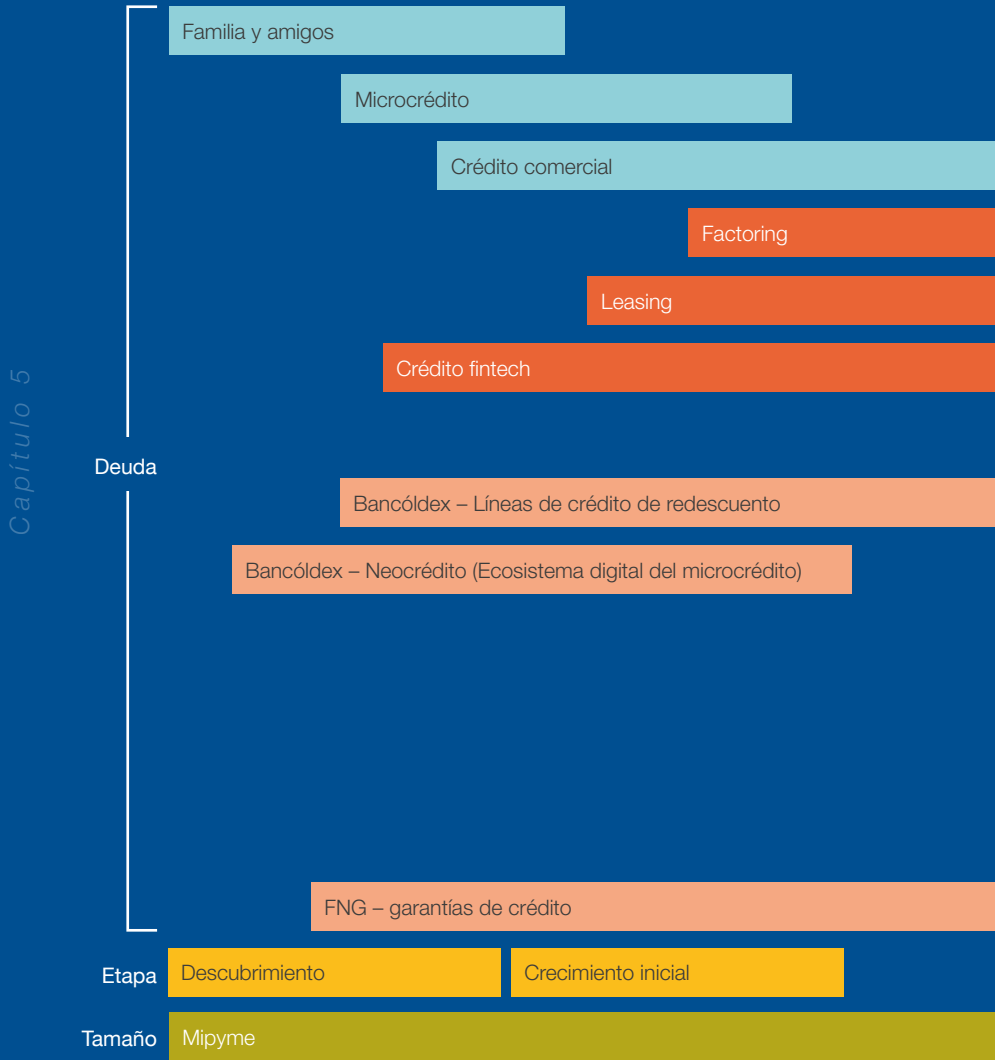 Familia y amigos
Microcrédito
Crédito comercial
Factoring
Leasing
Crédito fintech
Capítulo 5
Deuda
Bancóldex – Líneas de crédito de redescuento
Bancóldex – Neocrédito (Ecosistema digital del microcrédito)
FNG – garantías de crédito
Etapa
Descubrimiento
Crecimiento inicial
Tamaño
Mipyme